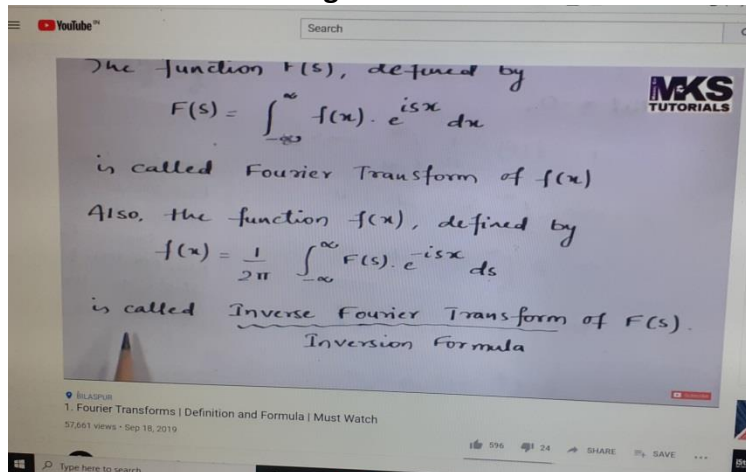 YouTube IN
Search
The function F(s), defined by
MKS
TUTORIALS
F(s) = ∫_{-∞}^{∞} f(x). e^{isx} dx
is called Fourier Transform of f(x)
Also, the function f(x), defined by
f(x) = 1/2π ∫_{-∞}^{∞} F(s). e^{-isx} ds
is called Inverse Fourier Transform of F(s).
Inversion Formula
Subscribe
BILASPUR
1. Fourier Transforms | Definition and Formula | Must Watch
57,661 views • Sep 18, 2019
596 24 SHARE SAVE
Type here to search